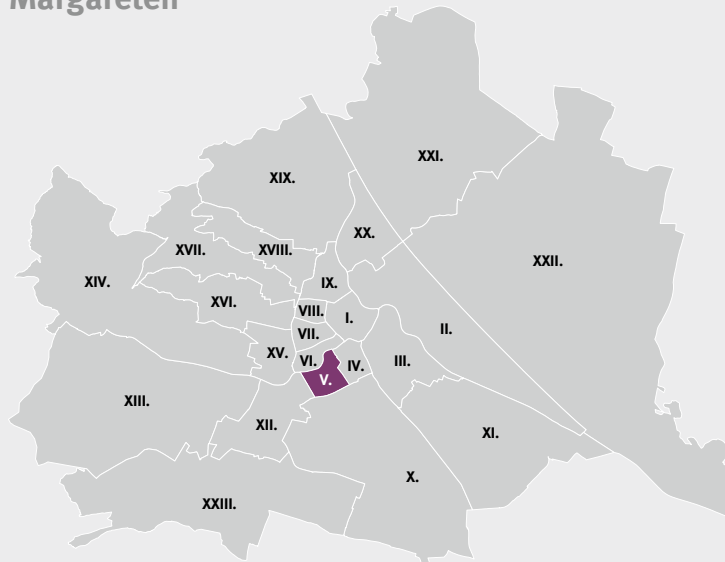 Margareten
XXI.
XIX.
XX.
XVII.
XVIII.
XXII.
XIV.
IX.
XVI.
VIII.
I.
II.
VII.
XV.
VI.
IV.
III.
V.
XIII.
XII.
XI.
X.
XXIII.